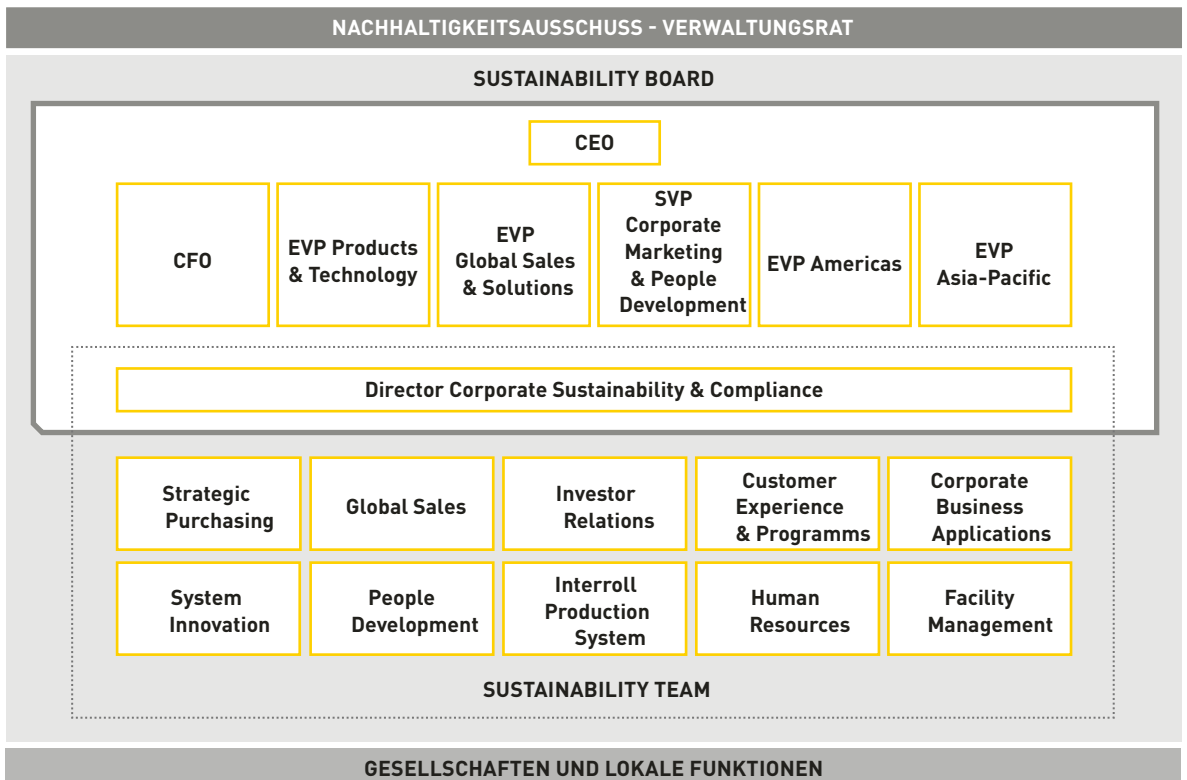 NACHHALTIGKEITSAUSSCHUSS - VERWALTUNGSRAT
SUSTAINABILITY BOARD
CEO
CFO
EVP Products
& Technology
EVP
Global Sales
& Solutions
SVP
Corporate
Marketing
& People
Development
EVP Americas
EVP
Asia-Pacific
Director Corporate Sustainability & Compliance
Strategic
Purchasing
Global Sales
Investor
Relations
Customer
Experience
& Programms
Corporate
Business
Applications
System
Innovation
People
Development
Interroll
Production
System
Human
Resources
Facility
Management
SUSTAINABILITY TEAM
GESELLSCHAFTEN UND LOKALE FUNKTIONEN